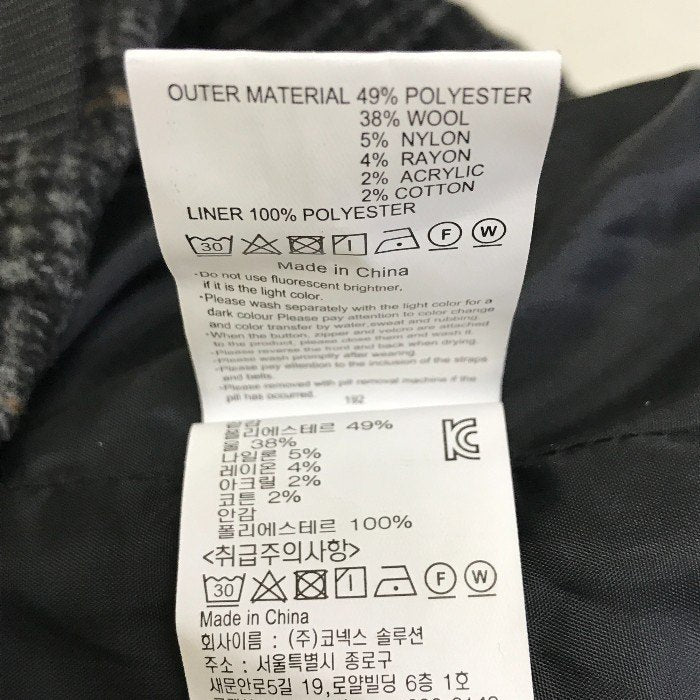 OUTER MATERIAL 49% POLYESTER
38% WOOL
5% NYLON
4% RAYON
2% ACRYLIC
2% COTTON
LINER 100% POLYESTER
30 I F W
Made in China
·Do not use fluorescent brightner,
if it is the light color.
·Please wash separately with the light color for a
dark colour Please pay attention to color change
and color transfer by water,sweat and rubbing.
·When the button, zipper and velcro are attached
to the product, please close them and wash it.
·Please reverse the front and back when drying.
·Please wash promptly after wearing.
·Please pay attention to the inclusion of the straps
and belts.
·Please removed with pill removal machine if the
pill has occurred.
192
폴리에스테르 49%
울 38%
나일론 5%
레이온 4%
아크릴 2%
코튼 2%
안감
폴리에스테르 100%
<취급주의사항>
30 I F W
Made in China
회사이름 : (주)코넥스 솔루션
주소 : 서울특별시 종로구
새문안로5길 19,로얄빌딩 6층 1호